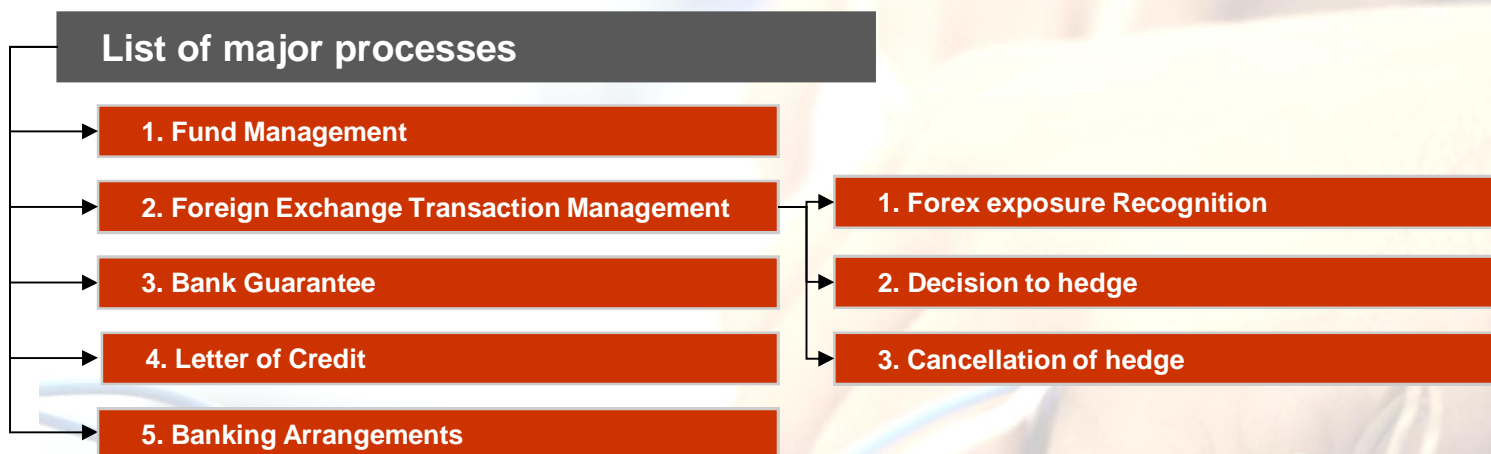 List of major processes
1. Fund Management
2. Foreign Exchange Transaction Management
3. Bank Guarantee
4. Letter of Credit
5. Banking Arrangements
1. Forex exposure Recognition
2. Decision to hedge
3. Cancellation of hedge